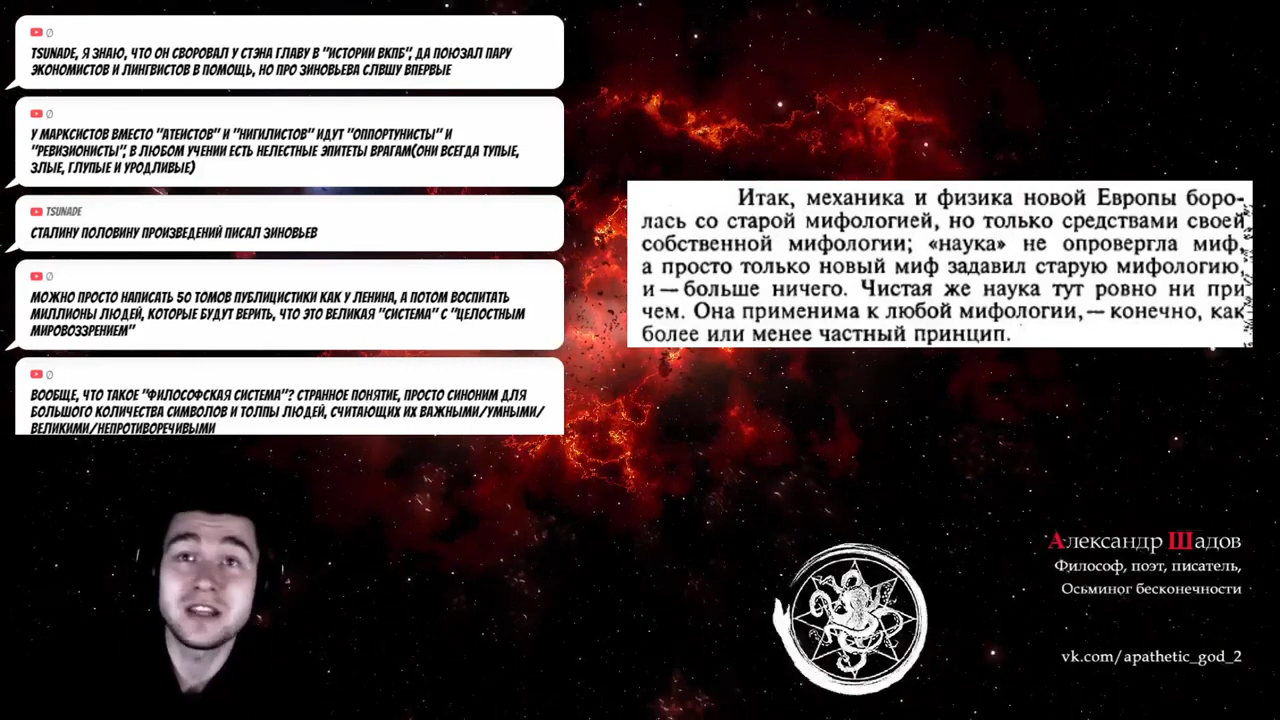 Ø
TSUNADE, Я ЗНАЮ, ЧТО ОН СВОРОВАЛ У СТЭНА ГЛАВУ В "ИСТОРИИ ВКПБ", ДА ПОЮЗАЛ ПАРУ
ЭКОНОМИСТОВ И ЛИНГВИСТОВ В ПОМОЩЬ, НО ПРО ЗИНОВЬЕВА СЛВШУ ВПЕРВЫЕ
Ø
У МАРКСИСТОВ ВМЕСТО "АТЕИСТОВ" И "НИГИЛИСТОВ" ИДУТ "ОППОРТУНИСТЫ" И
"РЕВИЗИОНИСТЫ", В ЛЮБОМ УЧЕНИИ ЕСТЬ НЕЛЕСТНЫЕ ЭПИТЕТЫ ВРАГАМ(ОНИ ВСЕГДА ТУПЫЕ,
ЗЛЫЕ, ГЛУПЫЕ И УРОДЛИВЫЕ)
TSUNADE
СТАЛИНУ ПОЛОВИНУ ПРОИЗВЕДЕНИЙ ПИСАЛ ЗИНОВЬЕВ
Ø
МОЖНО ПРОСТО НАПИСАТЬ 50 ТОМОВ ПУБЛИЦИСТИКИ КАК У ЛЕНИНА, А ПОТОМ ВОСПИТАТЬ
МИЛЛИОНЫ ЛЮДЕЙ, КОТОРЫЕ БУДУТ ВЕРИТЬ, ЧТО ЭТО ВЕЛИКАЯ "СИСТЕМА" С "ЦЕЛОСТНЫМ
МИРОВОЗЗРЕНИЕМ"
Ø
ВООБЩЕ, ЧТО ТАКОЕ "ФИЛОСОФСКАЯ СИСТЕМА"? СТРАННОЕ ПОНЯТИЕ, ПРОСТО СИНОНИМ ДЛЯ
БОЛЬШОГО КОЛИЧЕСТВА СИМВОЛОВ И ТОЛПЫ ЛЮДЕЙ, СЧИТАЮЩИХ ИХ ВАЖНЫМИ/УМНЫМИ/
ВЕЛИКИМИ/НЕПРОТИВОРЕЧИВЫМИ
Итак, механика и физика новой Европы боро-
лась со старой мифологией, но только средствами своей
собственной мифологии; «наука» не опровергла миф,
а просто только новый миф задавил старую мифологию,
и — больше ничего. Чистая же наука тут ровно ни при
чем. Она применима к любой мифологии, — конечно, как
более или менее частный принцип.
Александр Шадов
Философ, поэт, писатель,
Осьминог бесконечности
vk.com/apathetic_god_2